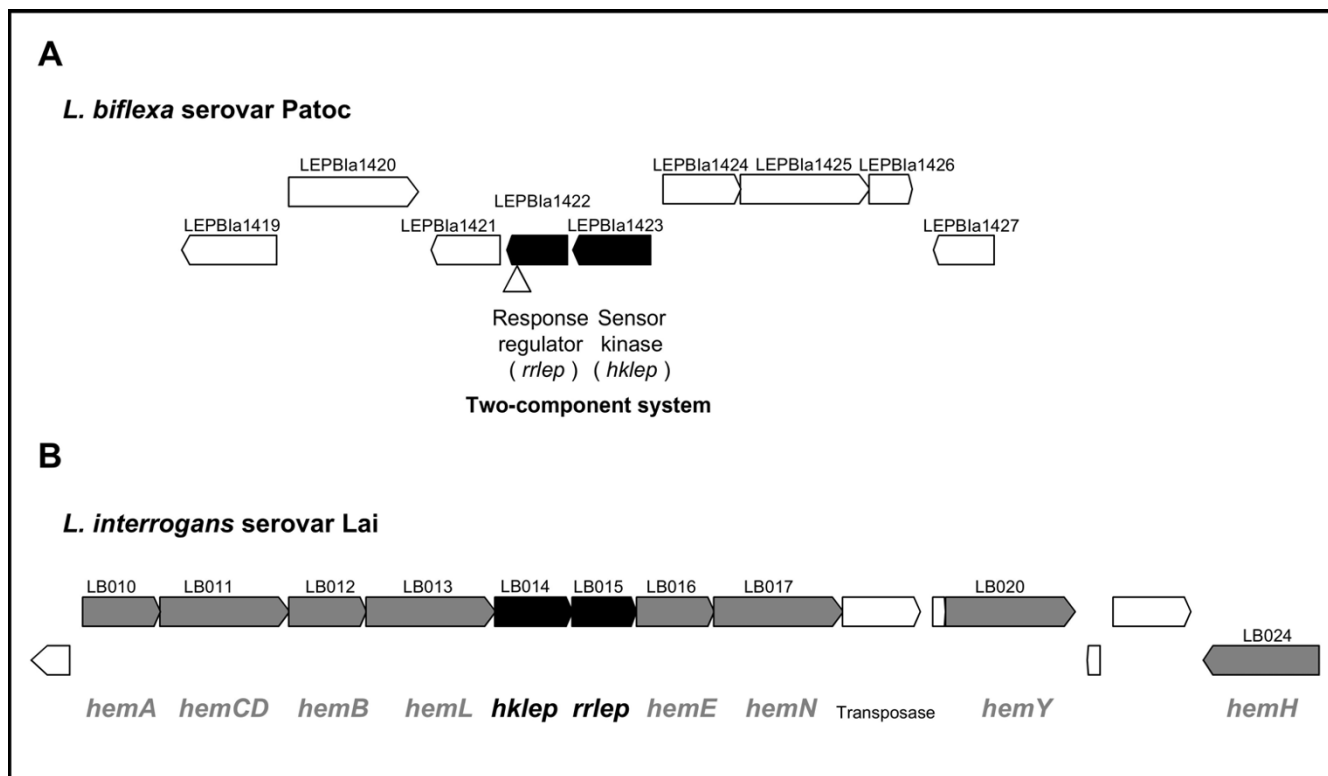 A
L. biflexa serovar Patoc
LEPBIa1420
LEPBIa1424 LEPBIa1425 LEPBIa1426
LEPBIa1422
LEPBIa1419
LEPBIa1421
LEPBIa1423
LEPBIa1427
Response Sensor
regulator kinase
( rrlep ) ( hklep )
Two-component system
B
L. interrogans serovar Lai
LB010 LB011 LB012 LB013 LB014 LB015 LB016 LB017 LB020
LB024
hemA hemCD hemB hemL hklep rrlep hemE hemN Transposase hemY hemH